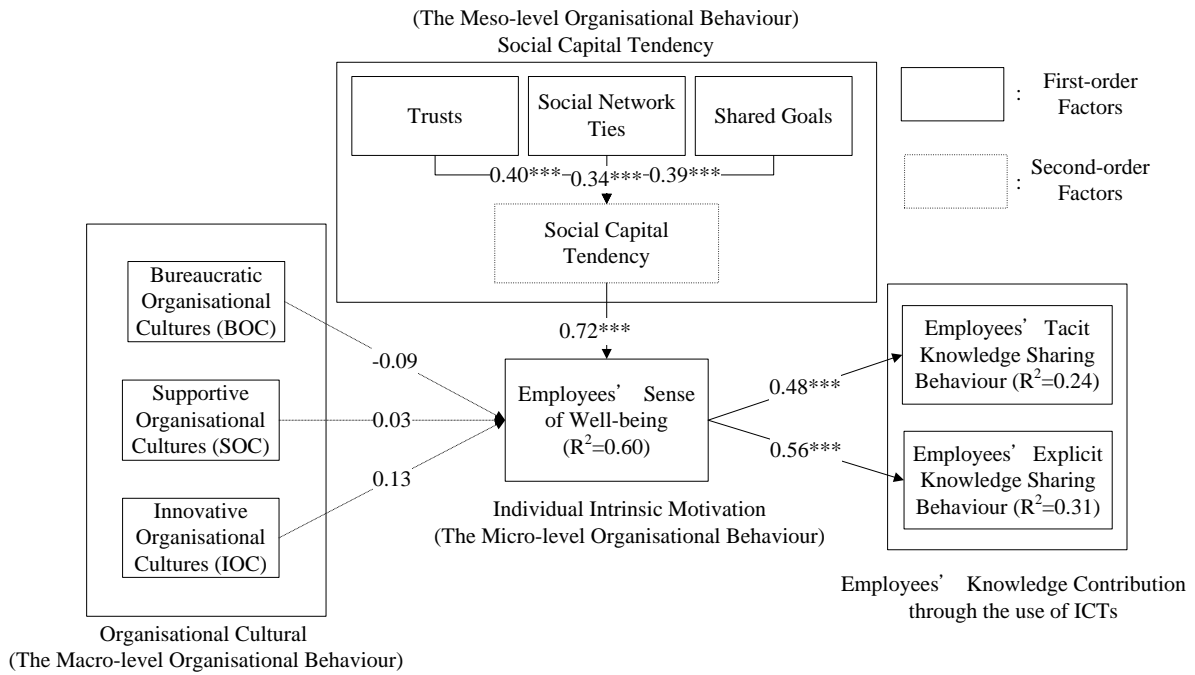 (The Meso-level Organisational Behaviour)
Social Capital Tendency
Trusts
Social Network
Ties
Shared Goals
: First-order
Factors
0.40***
0.34***
0.39***
: Second-order
Factors
Social Capital
Tendency
0.72***
Bureaucratic
Organisational
Cultures (BOC)
-0.09
Supportive
Organisational
Cultures (SOC)
0.03
Innovative
Organisational
Cultures (IOC)
0.13
Organisational Cultural
(The Macro-level Organisational Behaviour)
Employees’ Sense
of Well-being
(R²=0.60)
Individual Intrinsic Motivation
(The Micro-level Organisational Behaviour)
0.48***
0.56***
Employees’ Tacit
Knowledge Sharing
Behaviour (R²=0.24)
Employees’ Explicit
Knowledge Sharing
Behaviour (R²=0.31)
Employees’ Knowledge Contribution
through the use of ICTs